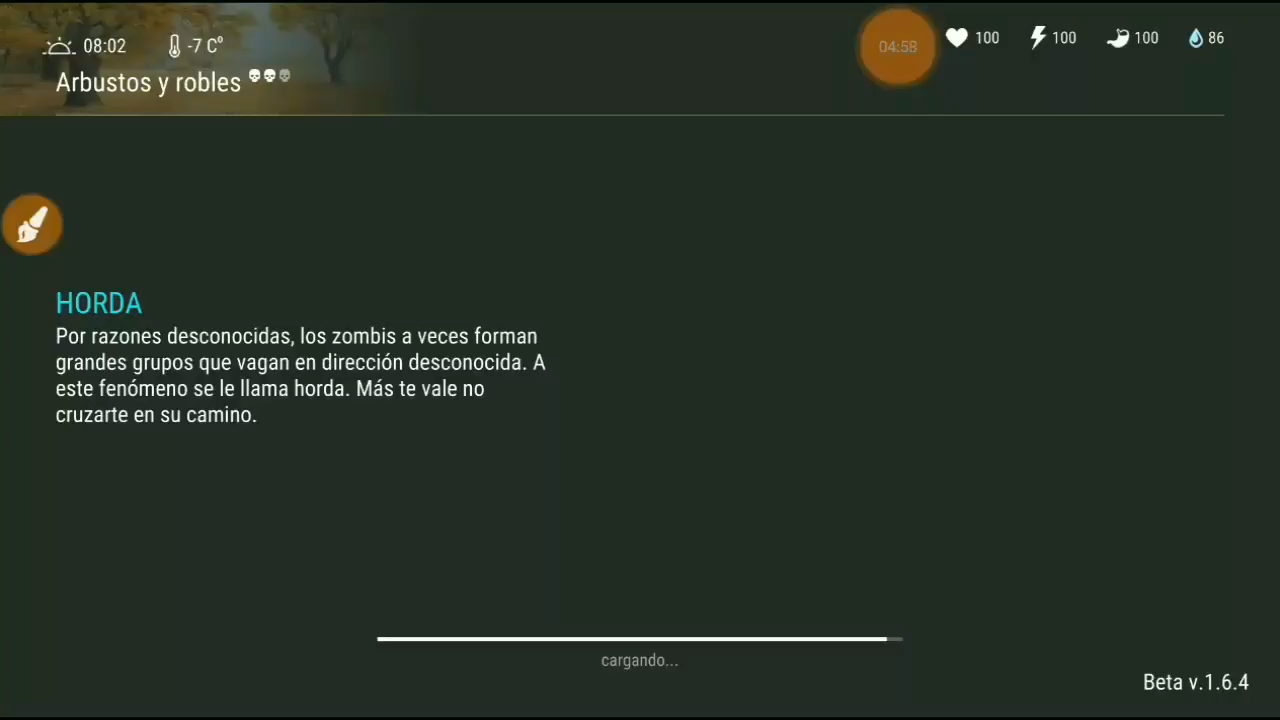 08:02 -7 Cº
04:58
100 100 100 86
Arbustos y robles
HORDA
Por razones desconocidas, los zombis a veces forman
grandes grupos que vagan en dirección desconocida. A
este fenómeno se le llama horda. Más te vale no
cruzarte en su camino.
cargando...
Beta v.1.6.4